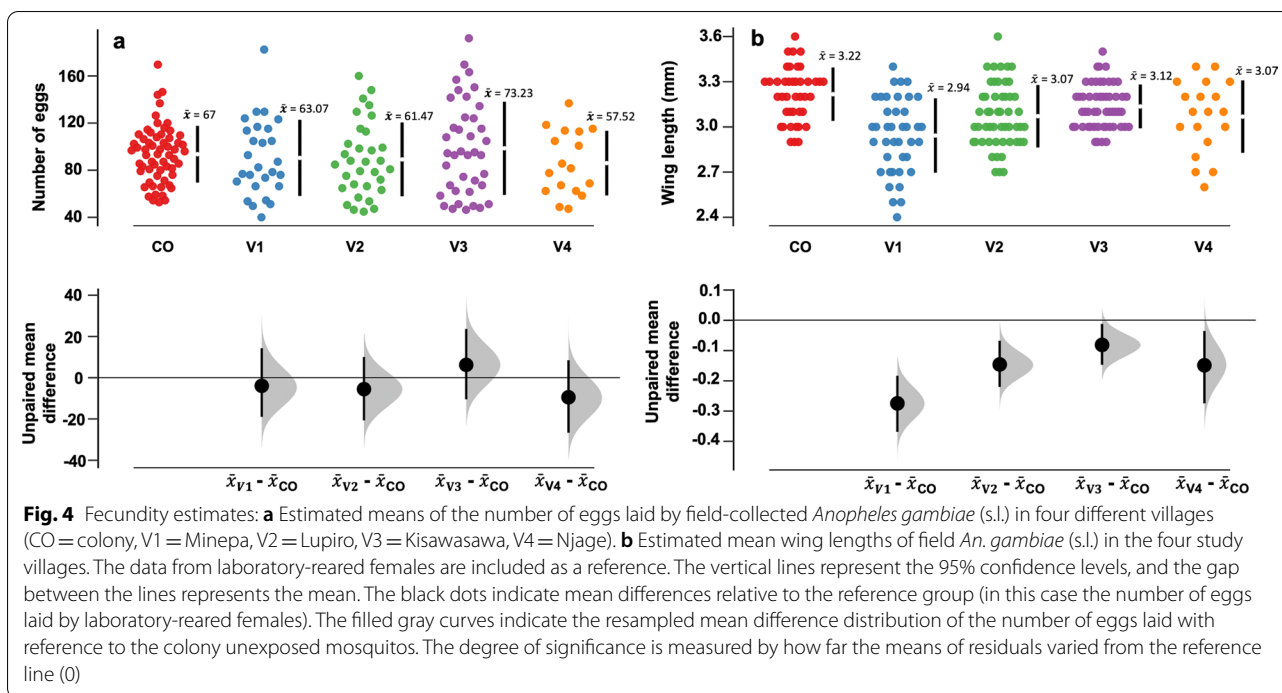 a
Number of eggs
160
120
80
40
x̄ = 67
x̄ = 63.07
x̄ = 61.47
x̄ = 73.23
x̄ = 57.52
CO V1 V2 V3 V4
Unpaired mean
difference
40
20
0
-20
-40
x̄V1 - x̄CO x̄V2 - x̄CO x̄V3 - x̄CO x̄V4 - x̄CO
b
Wing length (mm)
3.6
3.3
3.0
2.7
2.4
x̄ = 3.22
x̄ = 2.94
x̄ = 3.07
x̄ = 3.12
x̄ = 3.07
CO V1 V2 V3 V4
Unpaired mean
difference
0.1
0.0
-0.1
-0.2
-0.3
-0.4
x̄V1 - x̄CO x̄V2 - x̄CO x̄V3 - x̄CO x̄V4 - x̄CO
Fig. 4 Fecundity estimates: a Estimated means of the number of eggs laid by field-collected Anopheles gambiae (s.l.) in four different villages
(CO = colony, V1 = Minepa, V2 = Lupiro, V3 = Kisawasawa, V4 = Njage). b Estimated mean wing lengths of field An. gambiae (s.l.) in the four study
villages. The data from laboratory-reared females are included as a reference. The vertical lines represent the 95% confidence levels, and the gap
between the lines represents the mean. The black dots indicate mean differences relative to the reference group (in this case the number of eggs
laid by laboratory-reared females). The filled gray curves indicate the resampled mean difference distribution of the number of eggs laid with
reference to the colony unexposed mosquitos. The degree of significance is measured by how far the means of residuals varied from the reference
line (0)